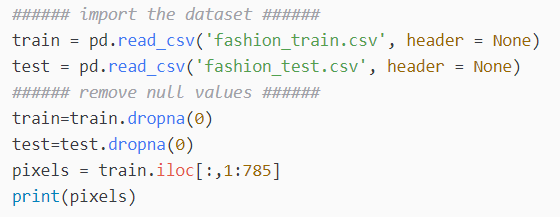 ###### import the dataset ######
train = pd.read_csv('fashion_train.csv', header = None)
test = pd.read_csv('fashion_test.csv', header = None)
###### remove null values ######
train=train.dropna(0)
test=test.dropna(0)
pixels = train.iloc[:,1:785]
print(pixels)